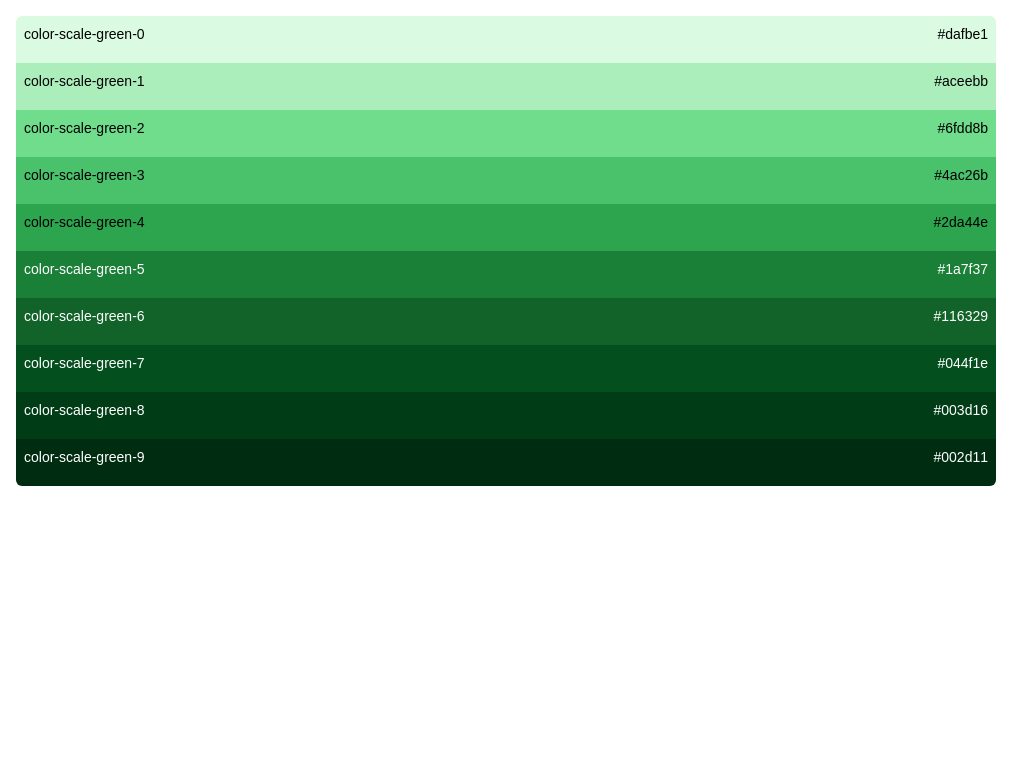 color-scale-green-0 #dafbe1
color-scale-green-1 #aceebb
color-scale-green-2 #6fdd8b
color-scale-green-3 #4ac26b
color-scale-green-4 #2da44e
color-scale-green-5 #1a7f37
color-scale-green-6 #116329
color-scale-green-7 #044f1e
color-scale-green-8 #003d16
color-scale-green-9 #002d11